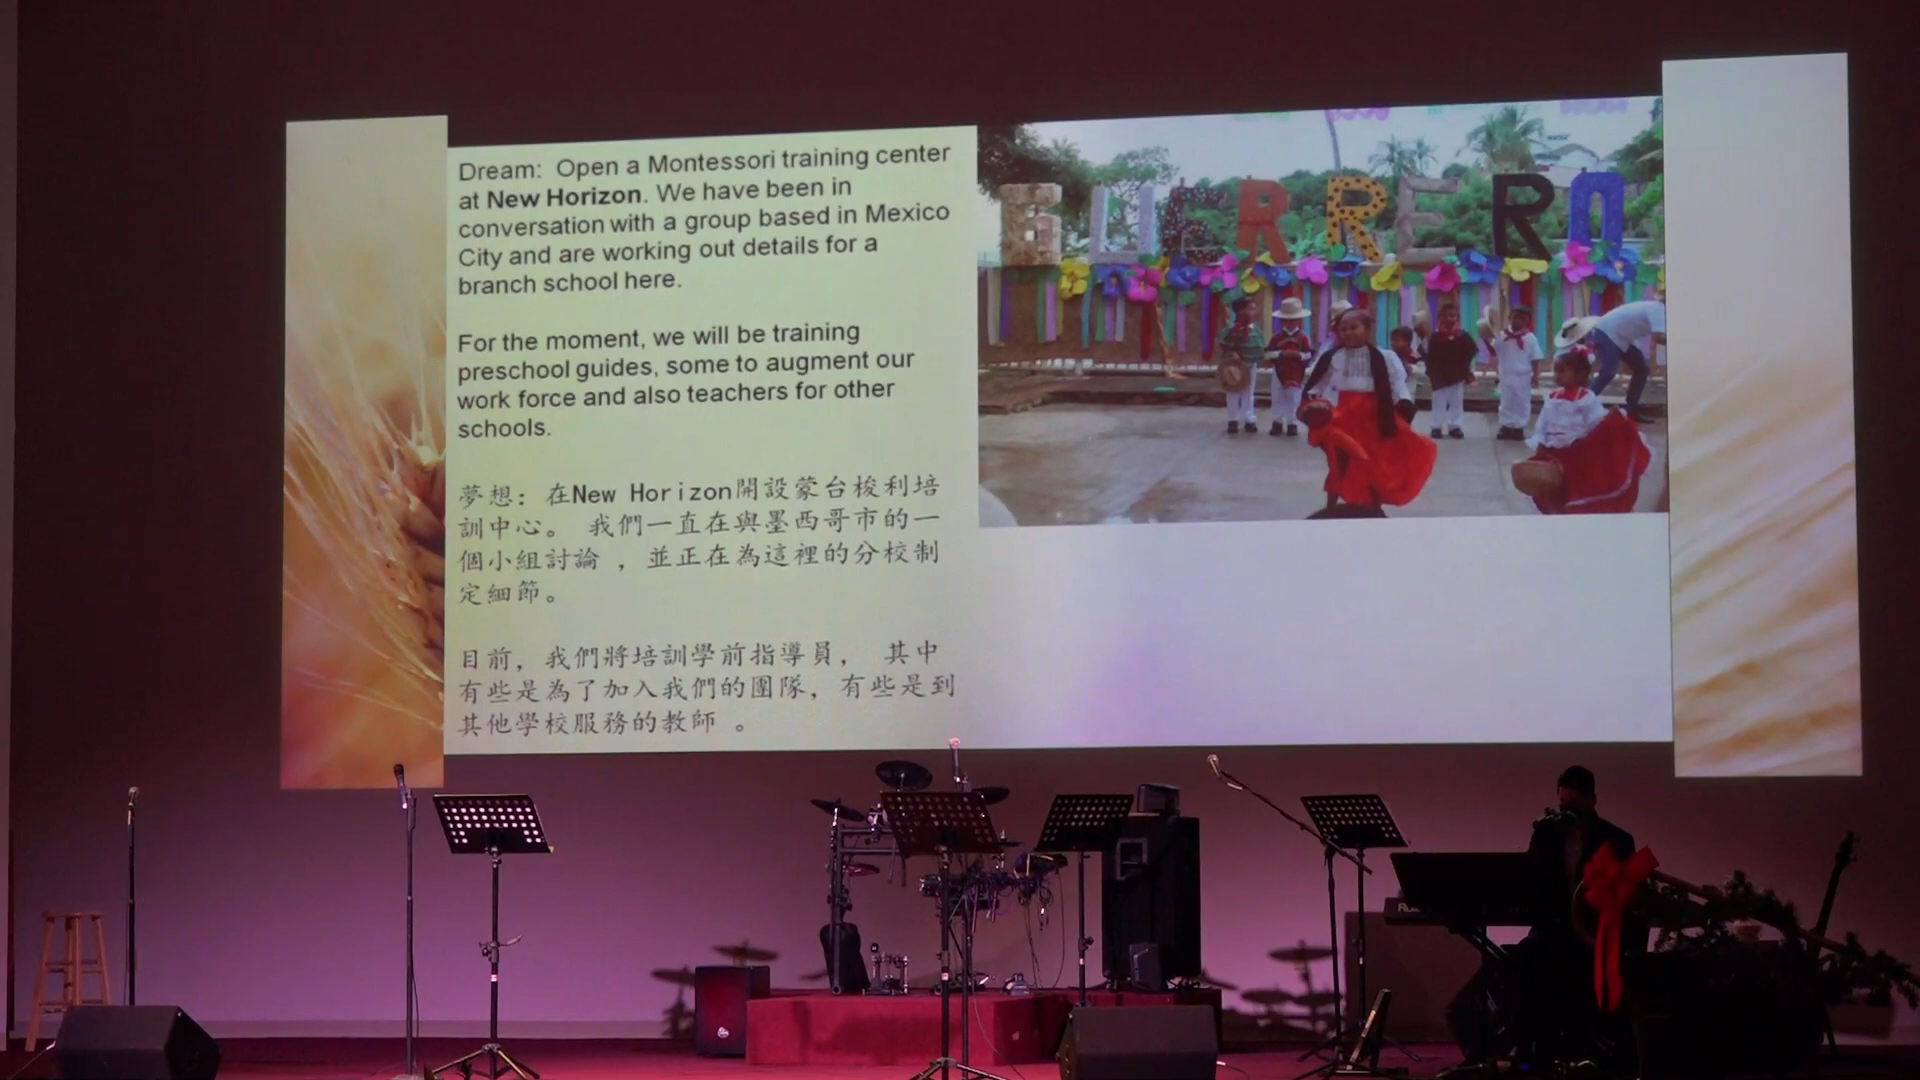 Dream: Open a Montessori training center
at New Horizon. We have been in
conversation with a group based in Mexico
City and are working out details for a
branch school here.
For the moment, we will be training
preschool guides, some to augment our
work force and also teachers for other
schools.
夢想：在New Horizon開設蒙台梭利培
訓中心。 我們一直在與墨西哥市的一
個小組討論 ，並正在為這裡的分校制
定細節。
目前，我們將培訓學前指導員， 其中
有些是為了加入我們的團隊，有些是到
其他學校服務的教師 。
GUERRERO